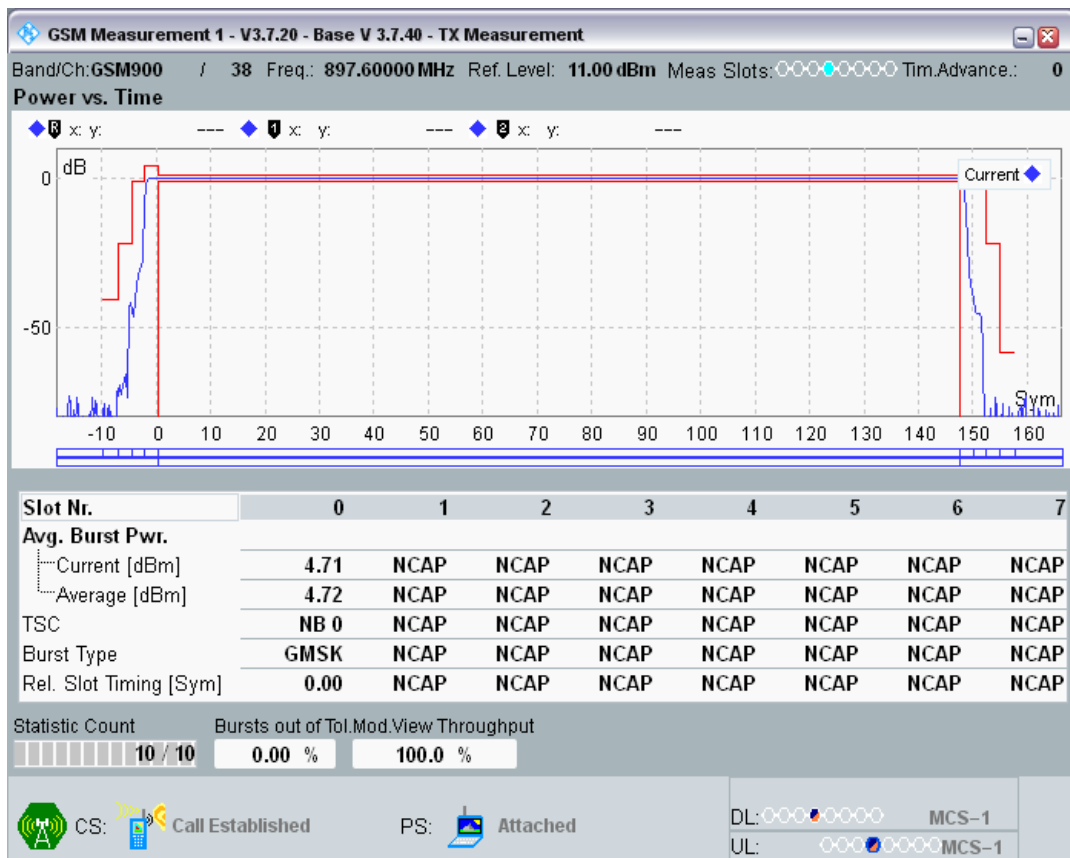 GSM Measurement 1 - V3.7.20 - Base V 3.7.40 - TX Measurement
Band/Ch:GSM900 / 38 Freq.: 897.60000 MHz Ref. Level: 11.00 dBm Meas Slots: Tim.Advance.: 0
Power vs. Time
R x: y: --- 1 x: y: --- 2 x: y: ---
dB
Current
0
-50
Sym
-10 0 10 20 30 40 50 60 70 80 90 100 110 120 130 140 150 160
Slot Nr. 0 1 2 3 4 5 6 7
Avg. Burst Pwr.
Current [dBm] 4.71 NCAP NCAP NCAP NCAP NCAP NCAP NCAP
Average [dBm] 4.72 NCAP NCAP NCAP NCAP NCAP NCAP NCAP
TSC NB 0 NCAP NCAP NCAP NCAP NCAP NCAP NCAP
Burst Type GMSK NCAP NCAP NCAP NCAP NCAP NCAP NCAP
Rel. Slot Timing [Sym] 0.00 NCAP NCAP NCAP NCAP NCAP NCAP NCAP
Statistic Count Bursts out of Tol.Mod.View Throughput
10 / 10 0.00 % 100.0 %
CS: Call Established PS: Attached
DL: MCS-1
UL: MCS-1